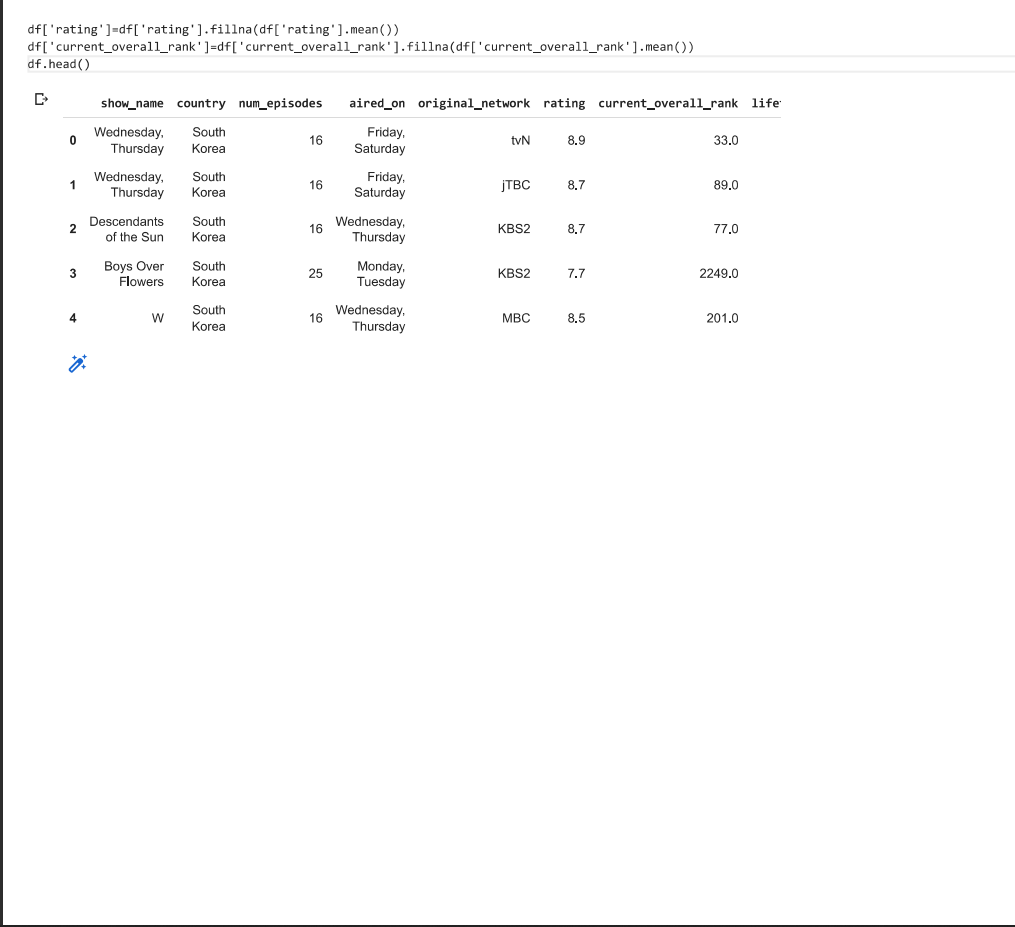 df['rating']=df['rating'].fillna(df['rating'].mean())
df['current_overall_rank']=df['current_overall_rank'].fillna(df['current_overall_rank'].mean())
df.head()
show_name country num_episodes aired_on original_network rating current_overall_rank life
0 Wednesday, Thursday South Korea 16 Friday, Saturday tvN 8.9 33.0
1 Wednesday, Thursday South Korea 16 Friday, Saturday jTBC 8.7 89.0
2 Descendants of the Sun South Korea 16 Wednesday, Thursday KBS2 8.7 77.0
3 Boys Over Flowers South Korea 25 Monday, Tuesday KBS2 7.7 2249.0
4 W South Korea 16 Wednesday, Thursday MBC 8.5 201.0